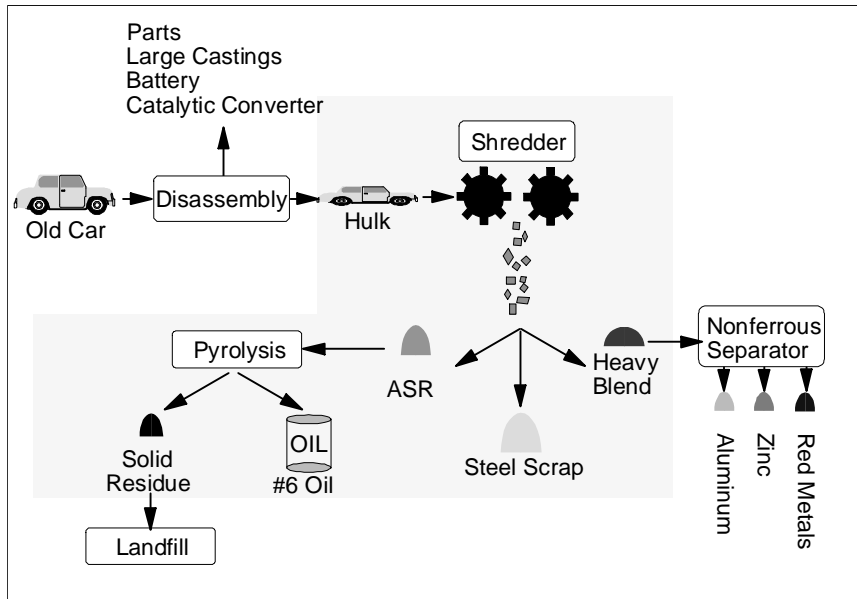 Parts
Large Castings
Battery
Catalytic Converter
Shredder
Disassembly
Old Car
Hulk
Nonferrous
Separator
Pyrolysis
Heavy
Blend
ASR
Aluminum
Zinc
Red Metals
OIL
Steel Scrap
Solid
Residue
#6 Oil
Landfill